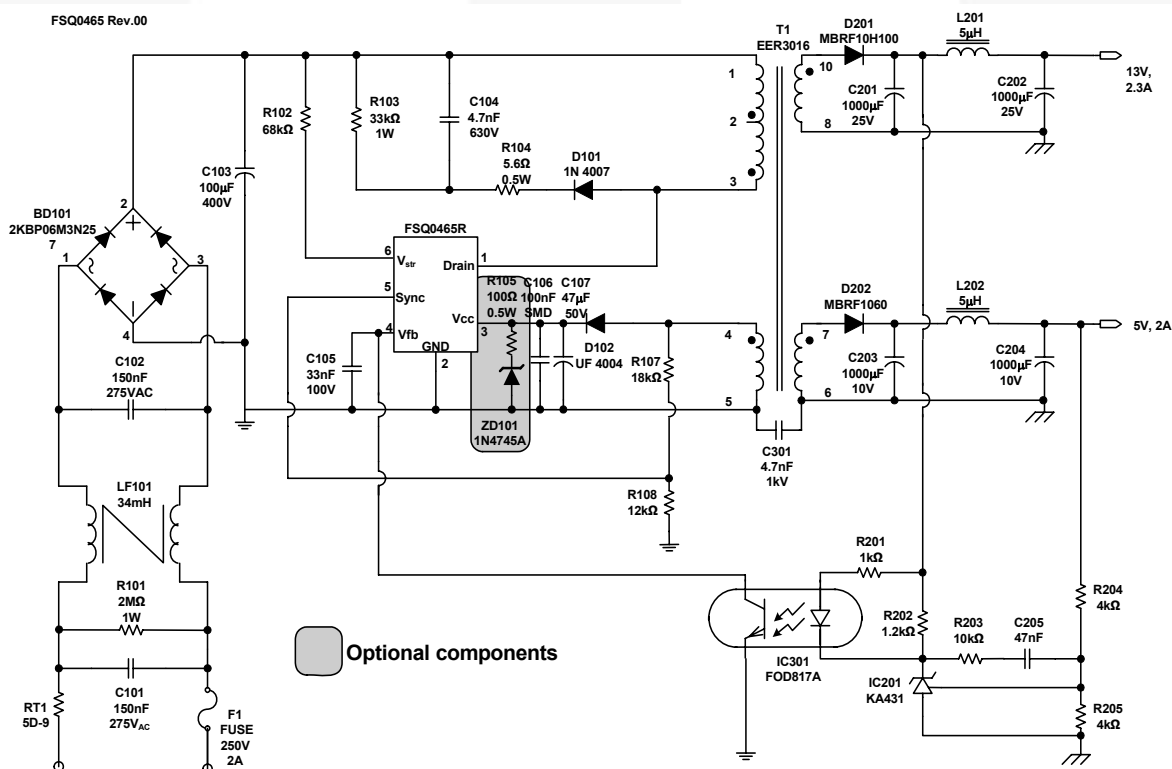 FSQ0465 Rev.00
T1
EER3016
D201
MBRF10H100
L201
5µH
1
2
3
10
8
C201
1000µF
25V
C202
1000µF
25V
13V,
2.3A
R102
68kΩ
R103
33kΩ
1W
C104
4.7nF
630V
R104
5.6Ω
0.5W
D101
1N 4007
C103
100µF
400V
BD101
2KBP06M3N25
7
2
1
3
4
FSQ0465R
6
Vstr
5
Sync
4
Vfb
Drain
1
Vcc
3
GND
2
R105
100Ω
0.5W
C106
100nF
SMD
C107
47µF
50V
D102
UF 4004
ZD101
1N4745A
C105
33nF
100V
R107
18kΩ
R108
12kΩ
4
5
7
6
D202
MBRF1060
L202
5µH
C203
1000µF
10V
C204
1000µF
10V
5V, 2A
C301
4.7nF
1kV
C102
150nF
275VAC
LF101
34mH
R101
2MΩ
1W
C101
150nF
275VAC
RT1
5D-9
F1
FUSE
250V
2A
Optional components
R201
1kΩ
R202
1.2kΩ
R203
10kΩ
C205
47nF
R204
4kΩ
R205
4kΩ
IC301
FOD817A
IC201
KA431